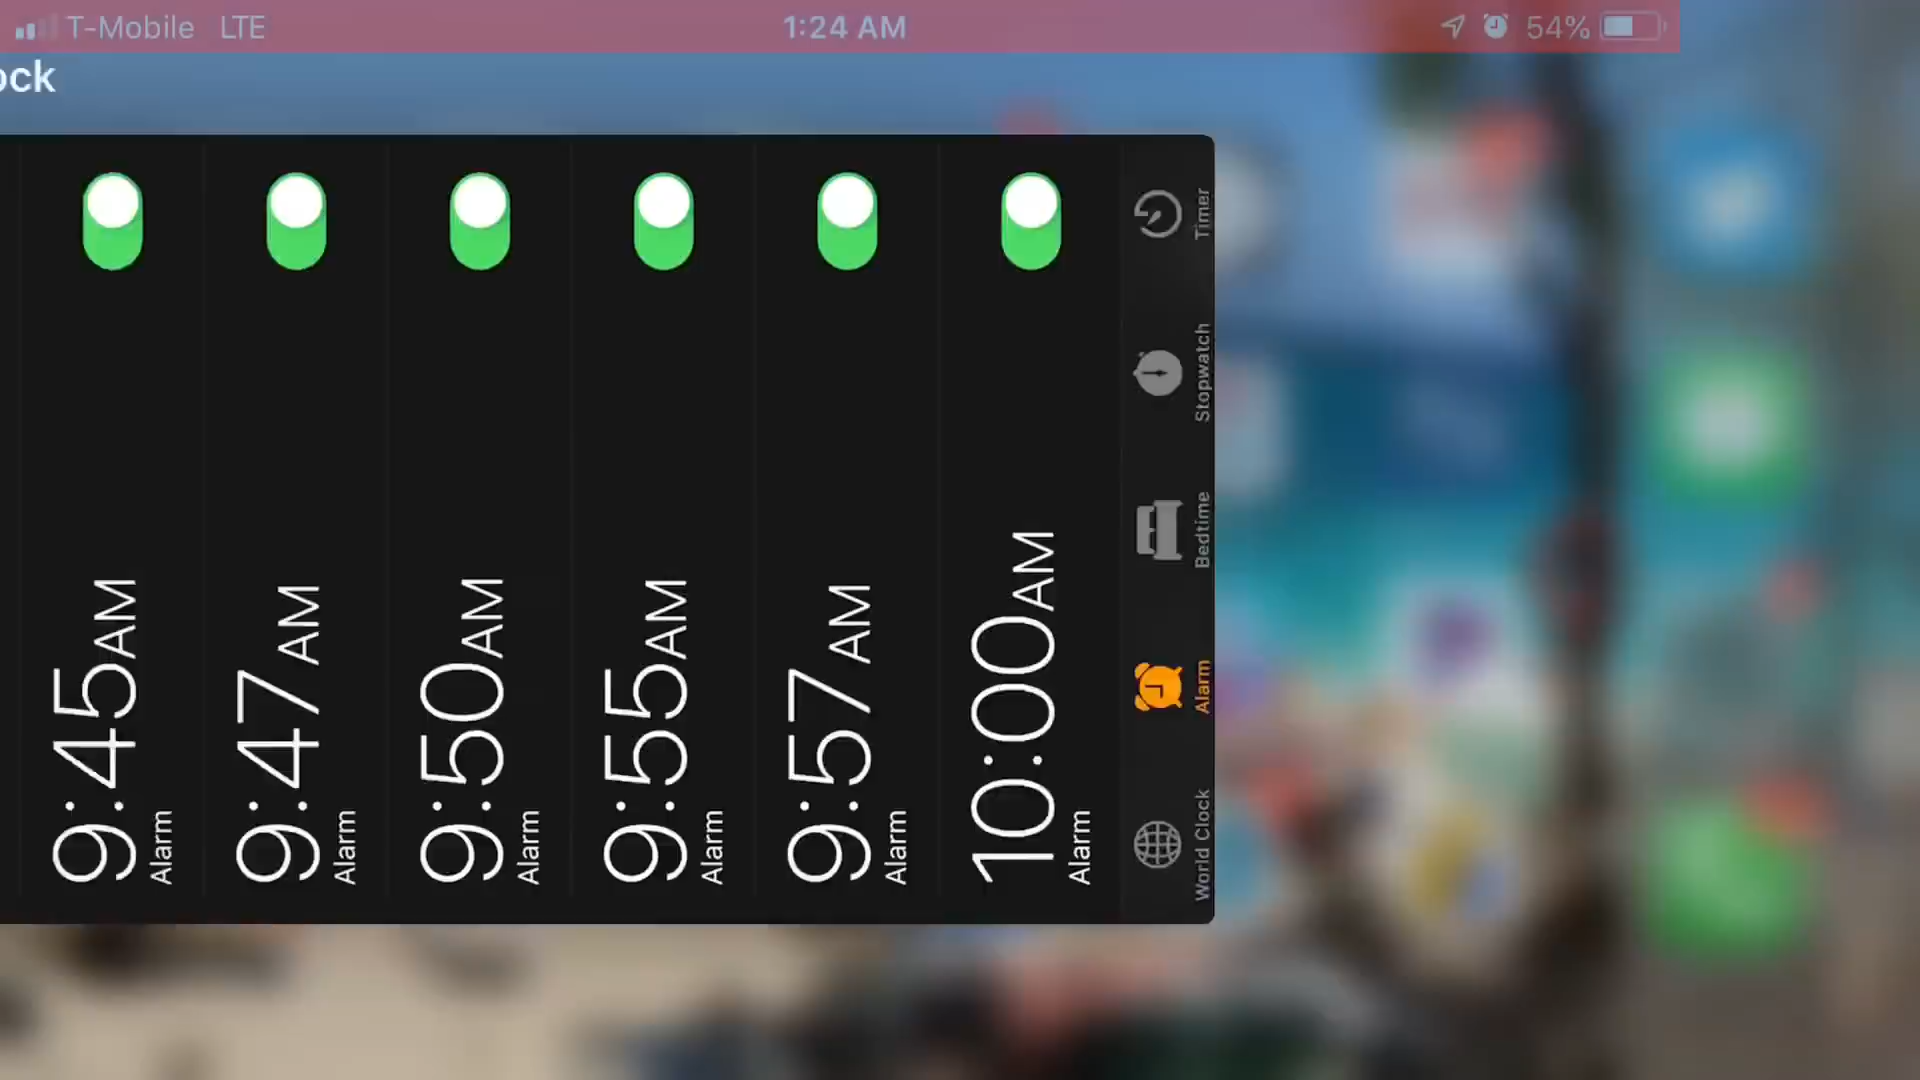 T-Mobile LTE
1:24 AM
54%
ock
9:45AM
Alarm
9:47AM
Alarm
9:50AM
Alarm
9:55AM
Alarm
9:57AM
Alarm
10:00AM
Alarm
World Clock
Alarm
Bedtime
Stopwatch
Timer